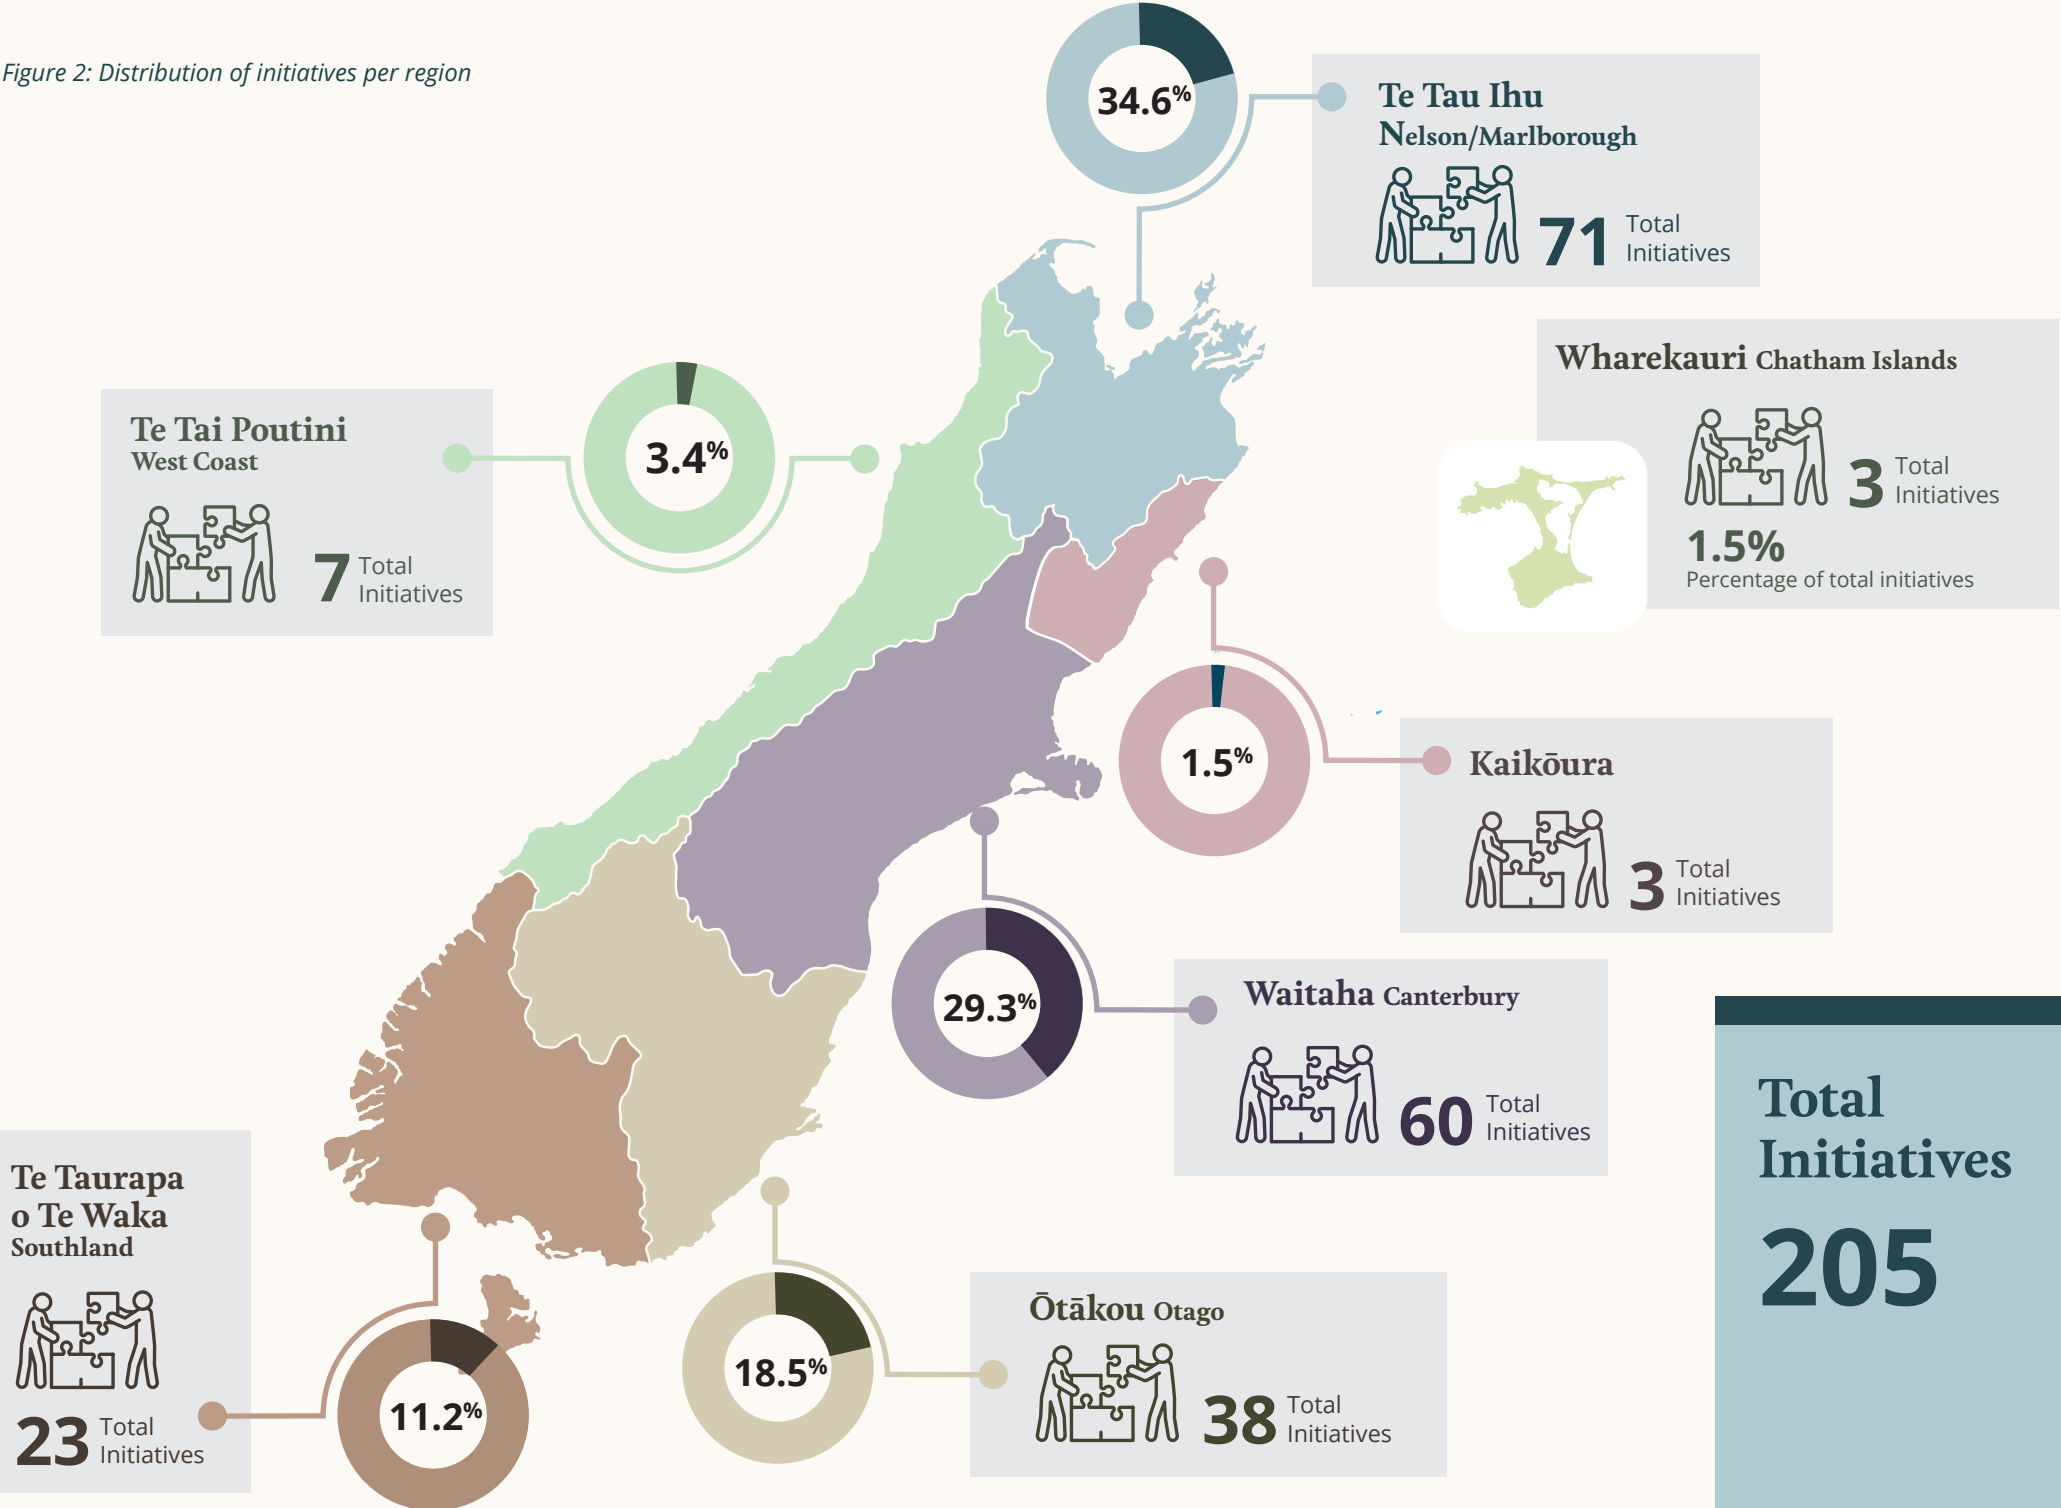 Figure 2: Distribution of initiatives per region
34.6%
Te Tau Ihu
Nelson/Marlborough
71
Total
Initiatives
Wharekauri Chatham Islands
3
Total
Initiatives
1.5%
Percentage of total initiatives
Te Tai Poutini
West Coast
7
Total
Initiatives
3.4%
1.5%
Kaikōura
3
Total
Initiatives
29.3%
Waitaha Canterbury
60
Total
Initiatives
Te Taurapa
o Te Waka
Southland
23
Total
Initiatives
11.2%
18.5%
Ōtākou Otago
38
Total
Initiatives
Total
Initiatives
205